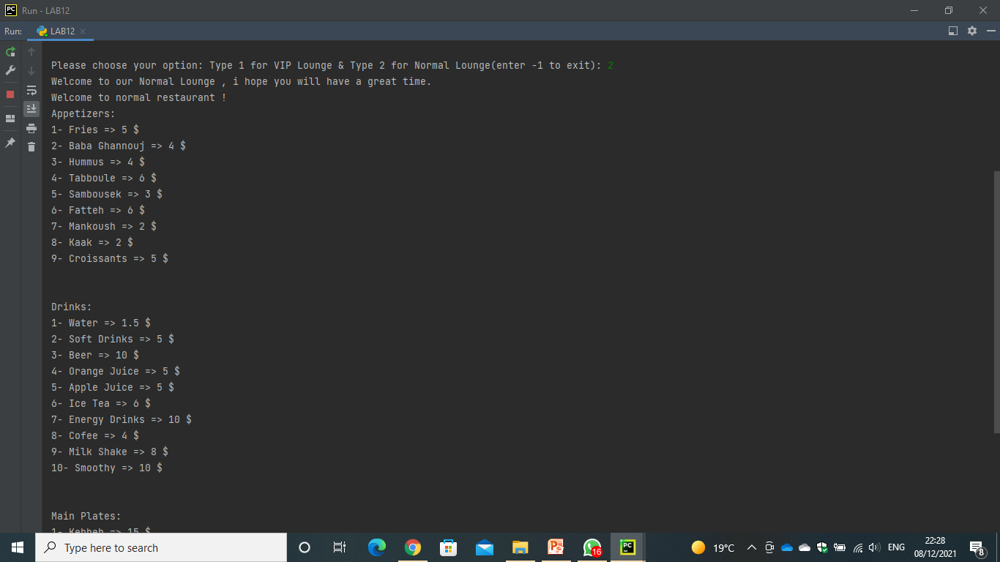 Run - LAB12
Run: LAB12
Please choose your option: Type 1 for VIP Lounge & Type 2 for Normal Lounge(enter -1 to exit): 2
Welcome to our Normal Lounge , i hope you will have a great time.
Welcome to normal restaurant !
Appetizers:
1- Fries => 5 $
2- Baba Ghannouj => 4 $
3- Hummus => 4 $
4- Tabboule => 6 $
5- Sambousek => 3 $
6- Fatteh => 6 $
7- Mankoush => 2 $
8- Kaak => 2 $
9- Croissants => 5 $
Drinks:
1- Water => 1.5 $
2- Soft Drinks => 5 $
3- Beer => 10 $
4- Orange Juice => 5 $
5- Apple Juice => 5 $
6- Ice Tea => 6 $
7- Energy Drinks => 10 $
8- Cofee => 4 $
9- Milk Shake => 8 $
10- Smoothy => 10 $
Main Plates:
1- Kebbeh => 15 $
Type here to search
16
PC
19°C
ENG
22:28
08/12/2021
8